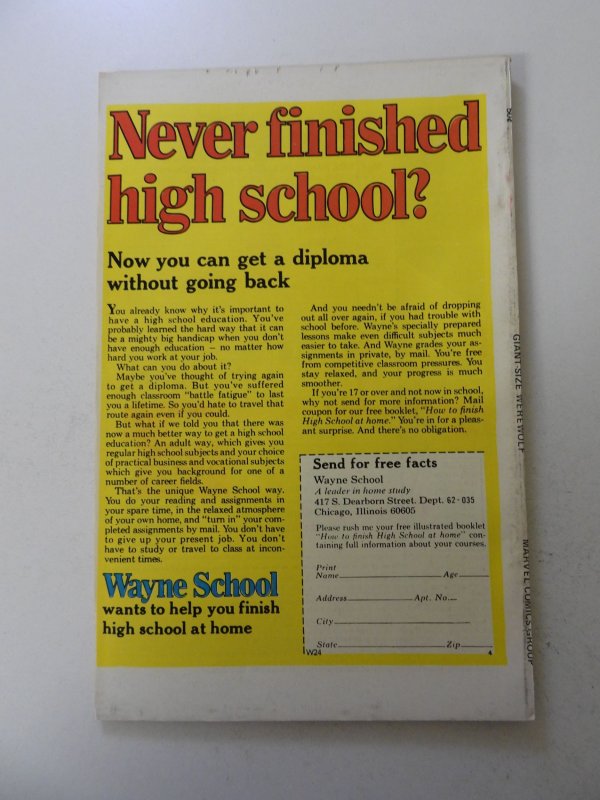 Never finished
high school?
Now you can get a diploma
without going back
You already know why it's important to
have a high school education. You've
probably learned the hard way that it can
be a mighty big handicap when you don't
have enough education — no matter how
hard you work at your job.
What can you do about it?
Maybe you've thought of trying again
to get a diploma. But you've suffered
enough classroom "battle fatigue" to last
you a lifetime. So you'd hate to travel that
route again even if you could.
But what if we told you that there was
now a much better way to get a high school
education? An adult way, which gives you
regular high school subjects and your choice
of practical business and vocational subjects
which give you background for one of a
number of career fields.
That's the unique Wayne School way.
You do your reading and assignments in
your spare time, in the relaxed atmosphere
of your own home, and "turn in" your com-
pleted assignments by mail. You don't have
to give up your present job. You don't
have to study or travel to class at incon-
venient times.
Wayne School
wants to help you finish
high school at home
And you needn't be afraid of dropping
out all over again, if you had trouble with
school before. Wayne's specially prepared
lessons make even difficult subjects much
easier to take. And Wayne grades your as-
signments in private, by mail. You're free
from competitive classroom pressures. You
stay relaxed, and your progress is much
smoother.
If you're 17 or over and not now in school,
why not send for more information? Mail
coupon for our free booklet, "How to finish
High School at home." You're in for a pleas-
ant surprise. And there's no obligation.
Send for free facts
Wayne School
A leader in home study
417 S. Dearborn Street. Dept. 62-035
Chicago, Illinois 60605
Please rush me your free illustrated booklet
"How to finish High School at home" con-
taining full information about your courses.
Print
Name Age
Address Apt. No.
City
State Zip
W24 4
GIANT-SIZE WEREWOLF
MARVEL COMICS GROUP